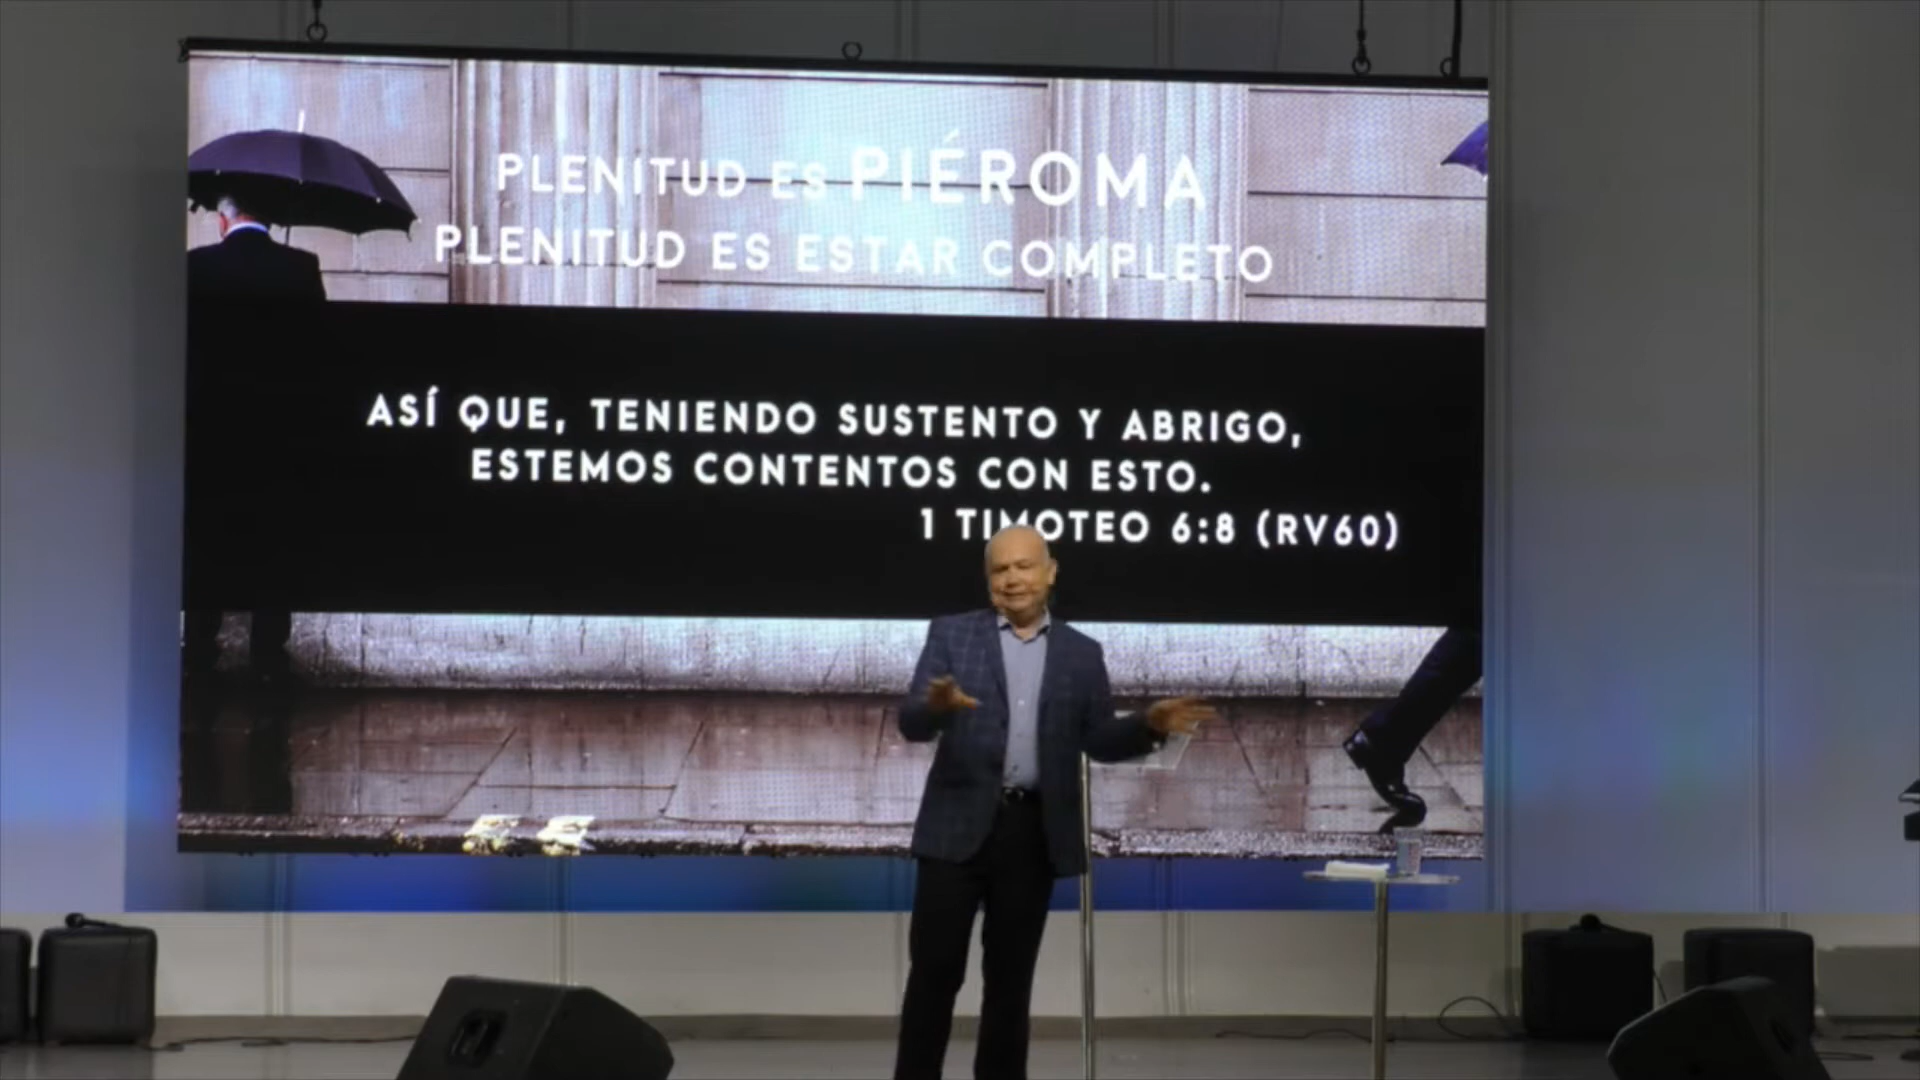 PLENITUD ES PIÉROMA
PLENITUD ES ESTAR COMPLETO
ASÍ QUE, TENIENDO SUSTENTO Y ABRIGO,
ESTEMOS CONTENTOS CON ESTO.
1 TIMOTEO 6:8 (RV60)